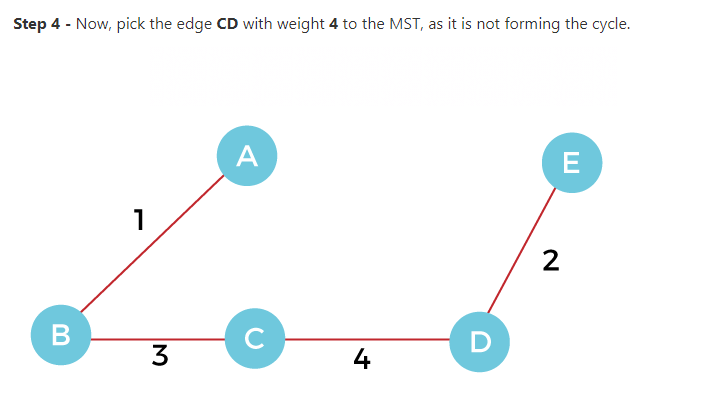 Step 4 - Now, pick the edge CD with weight 4 to the MST, as it is not forming the cycle.
A
E
1
2
B
C
D
3
4